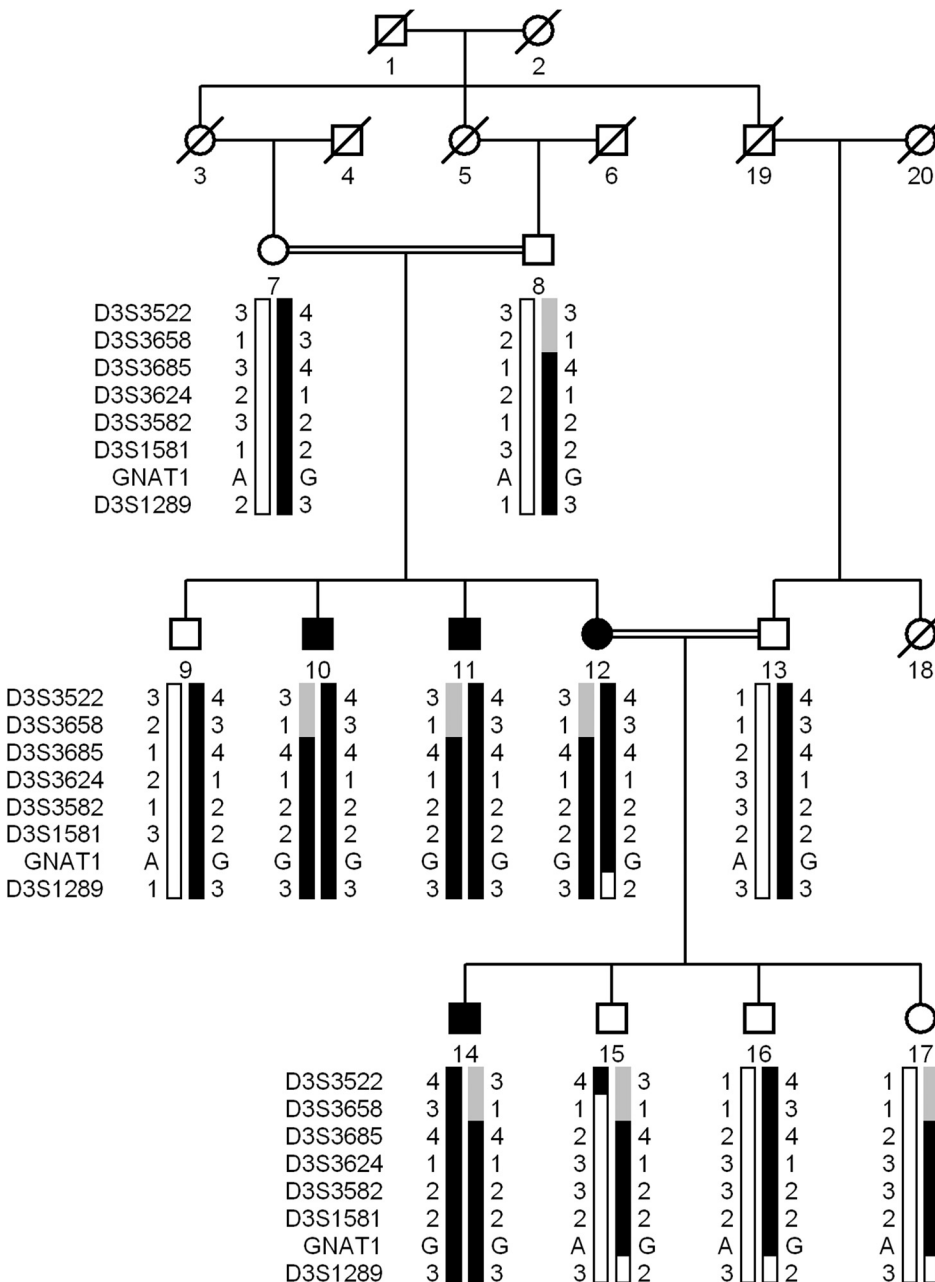 1 2
3 4 5 6 19 20
7 8
D3S3522 3 4 3 3
D3S3658 1 3 2 1
D3S3685 3 4 1 4
D3S3624 2 1 2 1
D3S3582 3 2 1 2
D3S1581 1 2 3 2
GNAT1 A G A G
D3S1289 2 3 1 3
9 10 11 12 13 18
D3S3522 3 4 3 4 3 4 3 4 1 4
D3S3658 2 3 1 3 1 3 1 3 1 3
D3S3685 1 4 4 4 4 4 4 4 2 4
D3S3624 2 1 1 1 1 1 1 1 3 1
D3S3582 1 2 2 2 2 2 2 2 3 2
D3S1581 3 2 2 2 2 2 2 2 2 2
GNAT1 A G G G G G G G A G
D3S1289 1 3 3 3 3 3 3 2 3 3
14 15 16 17
D3S3522 4 3 4 3 1 4 1
D3S3658 3 1 1 1 1 3 1
D3S3685 4 4 2 4 2 4 2
D3S3624 1 1 3 1 3 1 3
D3S3582 2 2 3 2 3 2 3
D3S1581 2 2 2 2 2 2 2
GNAT1 G G A G A G A
D3S1289 3 3 3 2 3 2 3